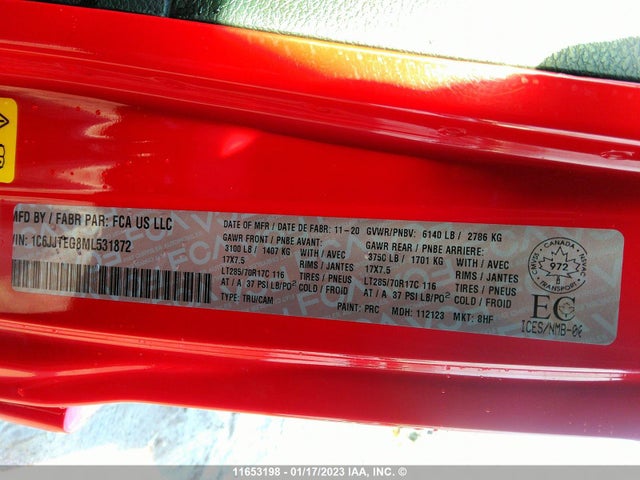 MFD BY / FABR PAR: FCA US LLC
DATE OF MFR / DATE DE FABR: 11-20
GVWR/PNBV: 6140 LB / 2786 KG
VIN: 1C6JJTEG8ML531872
GAWR FRONT / PNBE AVANT:
3100 LB / 1407 KG WITH / AVEC
17X7.5 RIMS / JANTES
LT285/70R17C 116 TIRES / PNEUS
AT / A 37 PSI LB/PO² COLD / FROID
TYPE: TRU/CAM
GAWR REAR / PNBE ARRIERE:
3750 LB / 1701 KG WITH / AVEC
17X7.5 RIMS / JANTES
LT285/70R17C 116 TIRES / PNEUS
AT / A 37 PSI LB/PO² COLD / FROID
PAINT: PRC MDH: 112123 MKT: 8HF
972
8
TRANSPORT
EC
ICES/NMB-00
11653198 - 01/17/2023 IAA, INC. ©